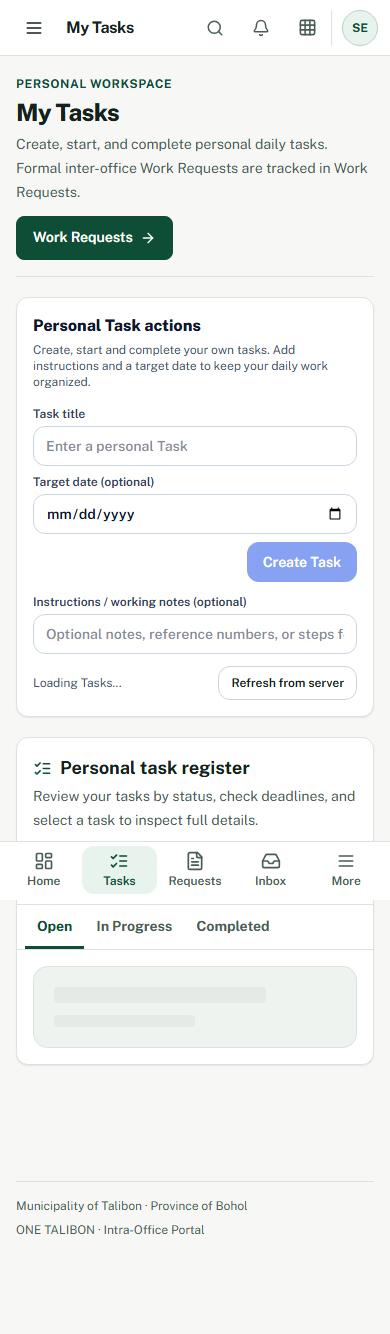 My Tasks
SE
PERSONAL WORKSPACE
My Tasks
Create, start, and complete personal daily tasks.
Formal inter-office Work Requests are tracked in Work
Requests.
Work Requests →
Personal Task actions
Create, start and complete your own tasks. Add
instructions and a target date to keep your daily work
organized.
Task title
Enter a personal Task
Target date (optional)
mm/dd/yyyy
Create Task
Instructions / working notes (optional)
Optional notes, reference numbers, or steps f
Loading Tasks...
Refresh from server
Personal task register
Review your tasks by status, check deadlines, and
select a task to inspect full details.
Home
Tasks
Requests
Inbox
More
Open
In Progress
Completed
Municipality of Talibon · Province of Bohol
ONE TALIBON · Intra-Office Portal